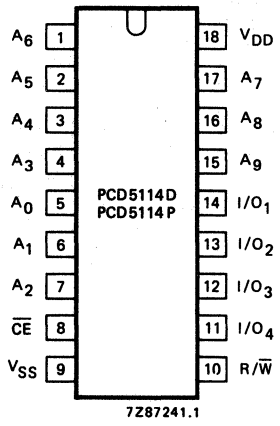 A6 1 18 VDD
A5 2 17 A7
A4 3 16 A8
A3 4 15 A9
PCD5114D
PCD5114P
A0 5 14 I/O1
A1 6 13 I/O2
A2 7 12 I/O3
C̅E̅ 8 11 I/O4
VSS 9 10 R/W̅
7Z87241.1